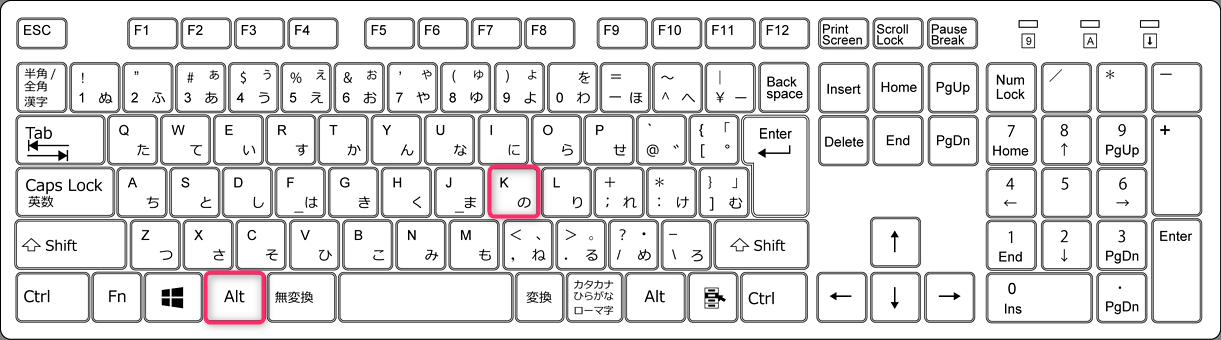 ESC F1 F2 F3 F4 F5 F6 F7 F8 F9 F10 F11 F12 Print Screen Scroll Lock Pause Break 9 A ⬇
半角/全角 漢字 ! 1 ぬ " 2 ふ # ぁ 3 あ $ ぅ 4 う % ぇ 5 え & ぉ 6 お ' ゃ 7 や ( ゅ 8 ゆ ) ょ 9 よ を 0 わ = － ほ ～ ^ へ | ¥ ー Back space Insert Home PgUp Num Lock ／ ＊ －
Tab Q た W て E い R す T か Y ん U な I に O ら P せ ` @ ゛ { 「 [ ° Enter Delete End PgDn 7 Home 8 ↑ 9 PgUp +
Caps Lock 英数 A ち S と D し F _は G き H く J _ま K の L り + ; れ * : け } 」 ] む 4 ← 5 6 →
⇧ Shift Z つ X さ C そ V ひ B こ N み M も < 、 , ね > 。 . る ? ・ / め _ \ ろ ⇧ Shift ↑ 1 End 2 ↓ 3 PgDn Enter
Ctrl Fn Alt 無変換 変換 カタカナ ひらがな ローマ字 Alt Ctrl ← ↓ → 0 Ins . PgDn